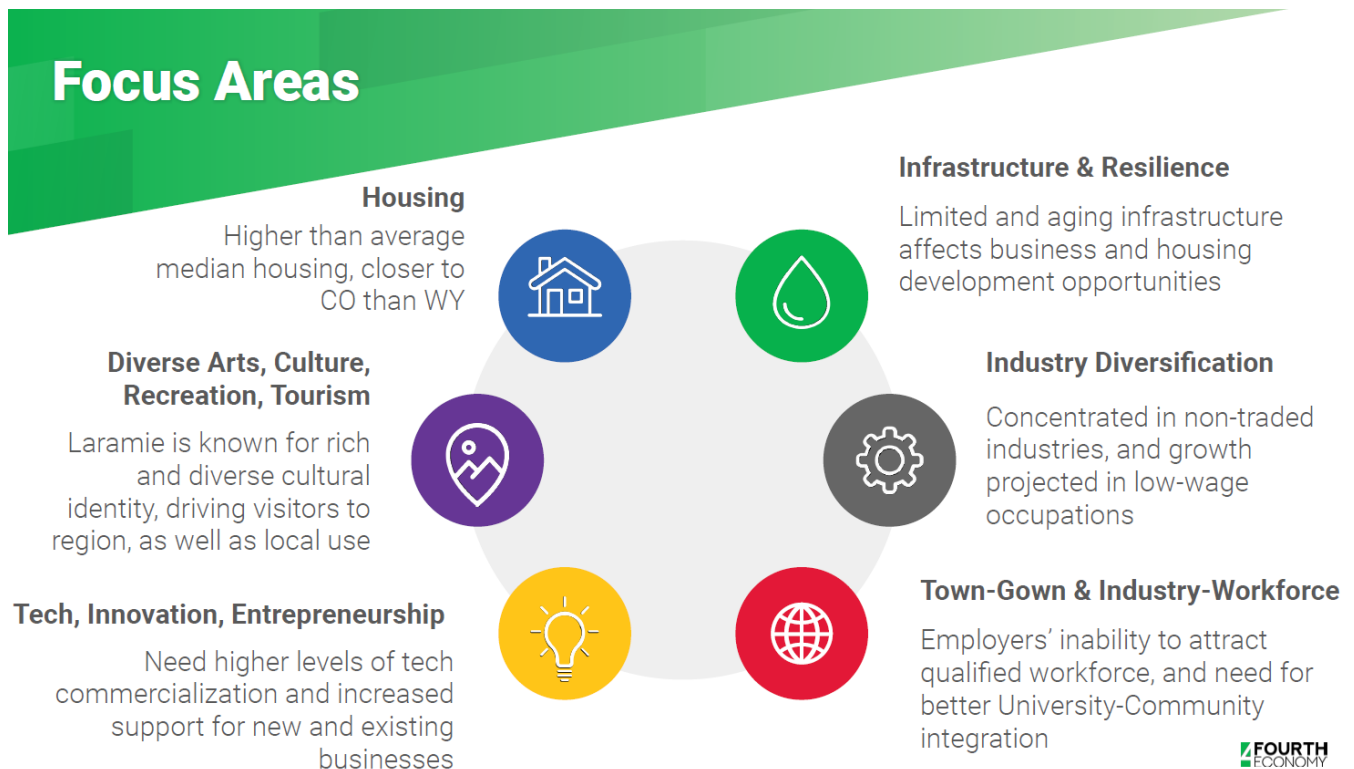 Focus Areas
Housing
Higher than average
median housing, closer to
CO than WY
Diverse Arts, Culture,
Recreation, Tourism
Laramie is known for rich
and diverse cultural
identity, driving visitors to
region, as well as local use
Tech, Innovation, Entrepreneurship
Need higher levels of tech
commercialization and increased
support for new and existing
businesses
Infrastructure & Resilience
Limited and aging infrastructure
affects business and housing
development opportunities
Industry Diversification
Concentrated in non-traded
industries, and growth
projected in low-wage
occupations
Town-Gown & Industry-Workforce
Employers’ inability to attract
qualified workforce, and need for
better University-Community
integration
4 FOURTH
ECONOMY